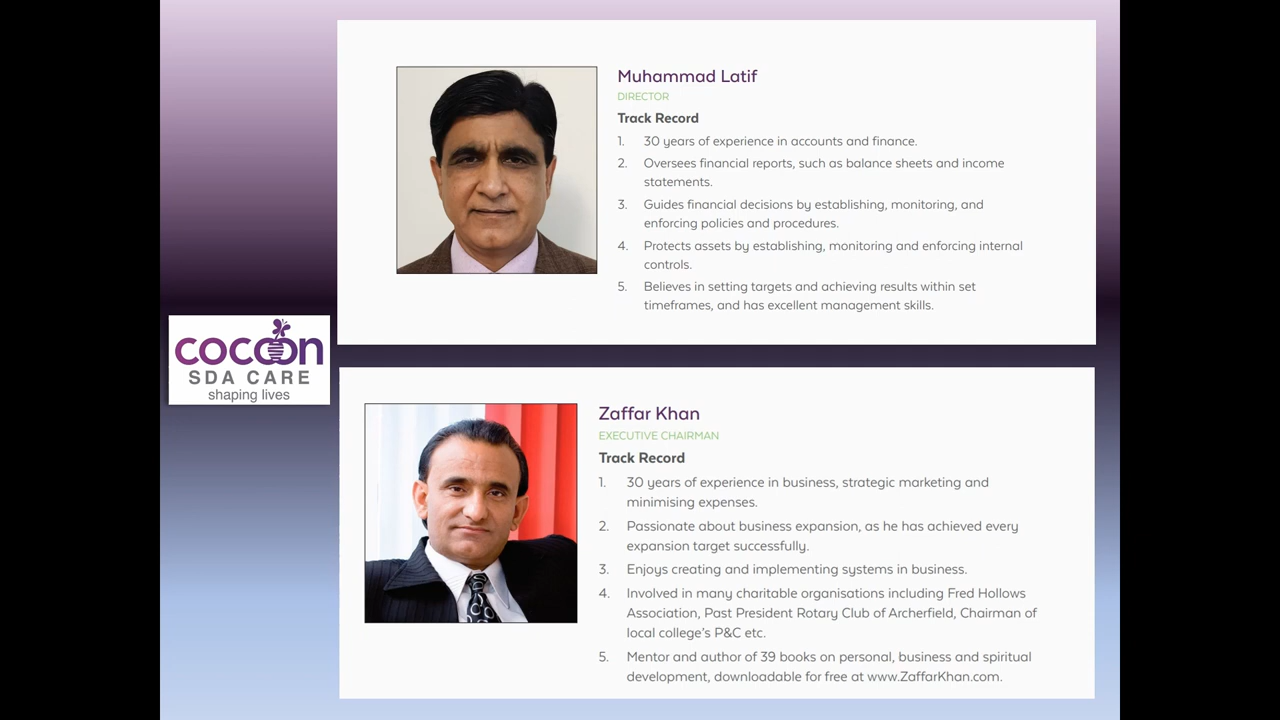 Muhammad Latif
DIRECTOR
Track Record
1. 30 years of experience in accounts and finance.
2. Oversees financial reports, such as balance sheets and income
statements.
3. Guides financial decisions by establishing, monitoring, and
enforcing policies and procedures.
4. Protects assets by establishing, monitoring and enforcing internal
controls.
5. Believes in setting targets and achieving results within set
timeframes, and has excellent management skills.
cocoon
SDA CARE
shaping lives
Zaffar Khan
EXECUTIVE CHAIRMAN
Track Record
1. 30 years of experience in business, strategic marketing and
minimising expenses.
2. Passionate about business expansion, as he has achieved every
expansion target successfully.
3. Enjoys creating and implementing systems in business.
4. Involved in many charitable organisations including Fred Hollows
Association, Past President Rotary Club of Archerfield, Chairman of
local college's P&C etc.
5. Mentor and author of 39 books on personal, business and spiritual
development, downloadable for free at www.ZaffarKhan.com.